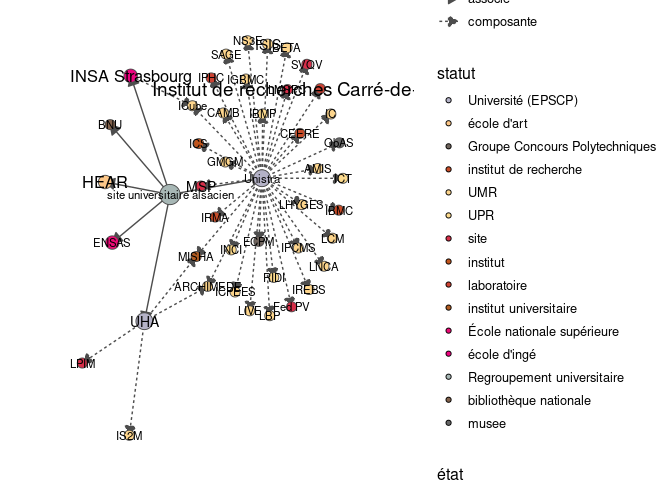 associé
composante
statut
Université (EPSCP)
école d'art
Groupe Concours Polytechniques
institut de recherche
UMR
UPR
site
institut
laboratoire
institut universitaire
École nationale supérieure
école d'ingé
Regroupement universitaire
bibliothèque nationale
musee
état
NS3E
BETA
SAGE
SVQV
INSA Strasbourg
IPHC
IGBMC
Institut de recherches Carré-de-
ICube
CAMB
IBMP
IC
BNU
CEERE
ObAS
ICS
GMGM
AMIS
HEAR
MSP
Unistra
ICT
site universitaire alsacien
LHYGES
IBMC
IRMA
ENSAS
ECPM
LCM
INCI
IPCMS
MISHA
LNCA
RIDI
ARCHIMEDE
ICPEES
IREBS
LIVE
LBP
Fed PV
UHA
LPIM
IS2M